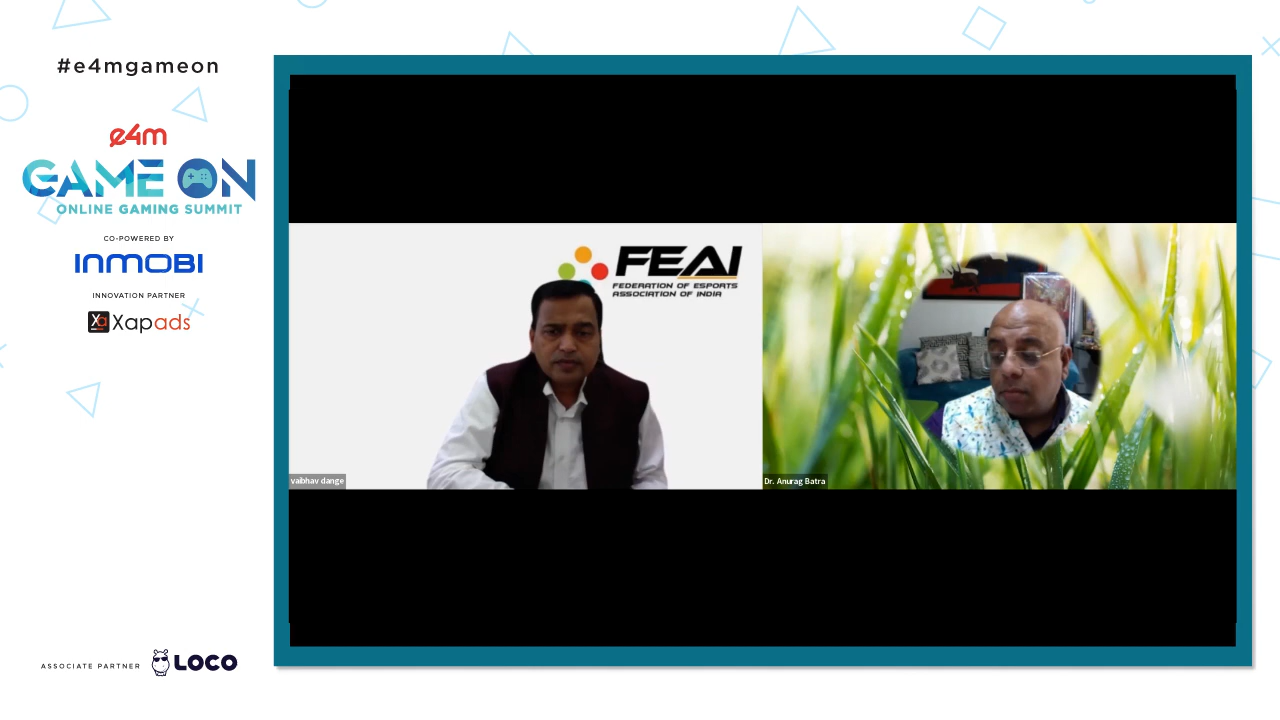 #e4mgameon
e4m
GAME ON
ONLINE GAMING SUMMIT
CO-POWERED BY
INMOBI
INNOVATION PARTNER
Xa Xapads
ASSOCIATE PARTNER LOCO
FEAI
FEDERATION OF ESPORTS
ASSOCIATION OF INDIA
vaibhav dange
Dr. Anurag Batra